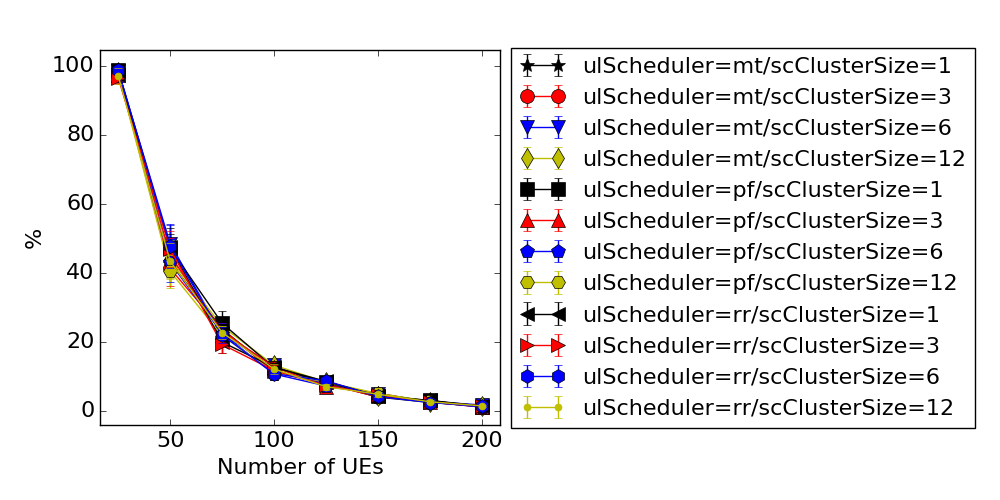 100
80
60
40
20
0
%
50
100
150
200
Number of UEs
ulScheduler=mt/scClusterSize=1
ulScheduler=mt/scClusterSize=3
ulScheduler=mt/scClusterSize=6
ulScheduler=mt/scClusterSize=12
ulScheduler=pf/scClusterSize=1
ulScheduler=pf/scClusterSize=3
ulScheduler=pf/scClusterSize=6
ulScheduler=pf/scClusterSize=12
ulScheduler=rr/scClusterSize=1
ulScheduler=rr/scClusterSize=3
ulScheduler=rr/scClusterSize=6
ulScheduler=rr/scClusterSize=12